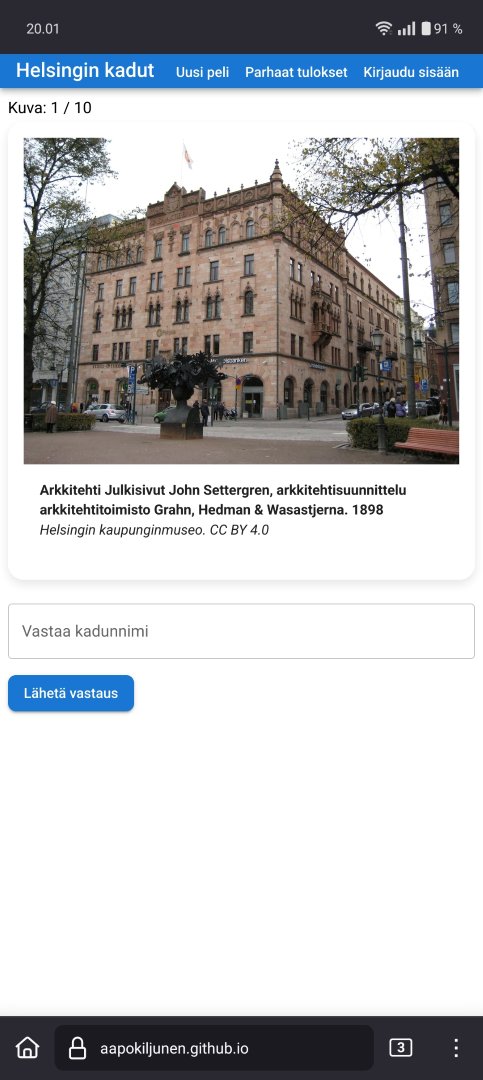 20.01
91 %
Helsingin kadut
Uusi peli
Parhaat tulokset
Kirjaudu sisään
Kuva: 1 / 10
Arkkitehti Julkisivut John Settergren, arkkitehtisuunnittelu
arkkitehtitoimisto Grahn, Hedman & Wasastjerna. 1898
Helsingin kaupunginmuseo. CC BY 4.0
Vastaa kadunnimi
Lähetä vastaus
aapokiljunen.github.io
3